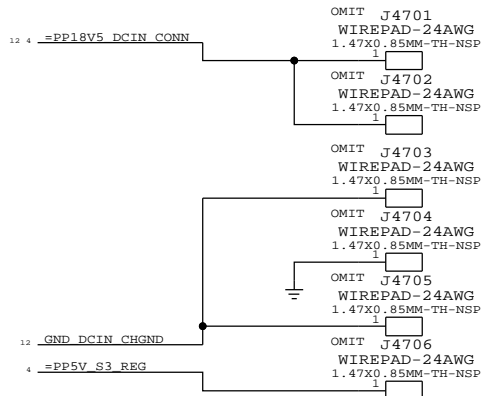 OMIT J4701
WIREPAD-24AWG
1.47X0.85MM-TH-NSP
12 4 =PP18V5_DCIN_CONN
1
OMIT J4702
WIREPAD-24AWG
1.47X0.85MM-TH-NSP
1
OMIT J4703
WIREPAD-24AWG
1.47X0.85MM-TH-NSP
1
OMIT J4704
WIREPAD-24AWG
1.47X0.85MM-TH-NSP
1
OMIT J4705
WIREPAD-24AWG
1.47X0.85MM-TH-NSP
1
12 GND_DCIN_CHGND
OMIT J4706
WIREPAD-24AWG
4 =PP5V_S3_REG
1.47X0.85MM-TH-NSP
1